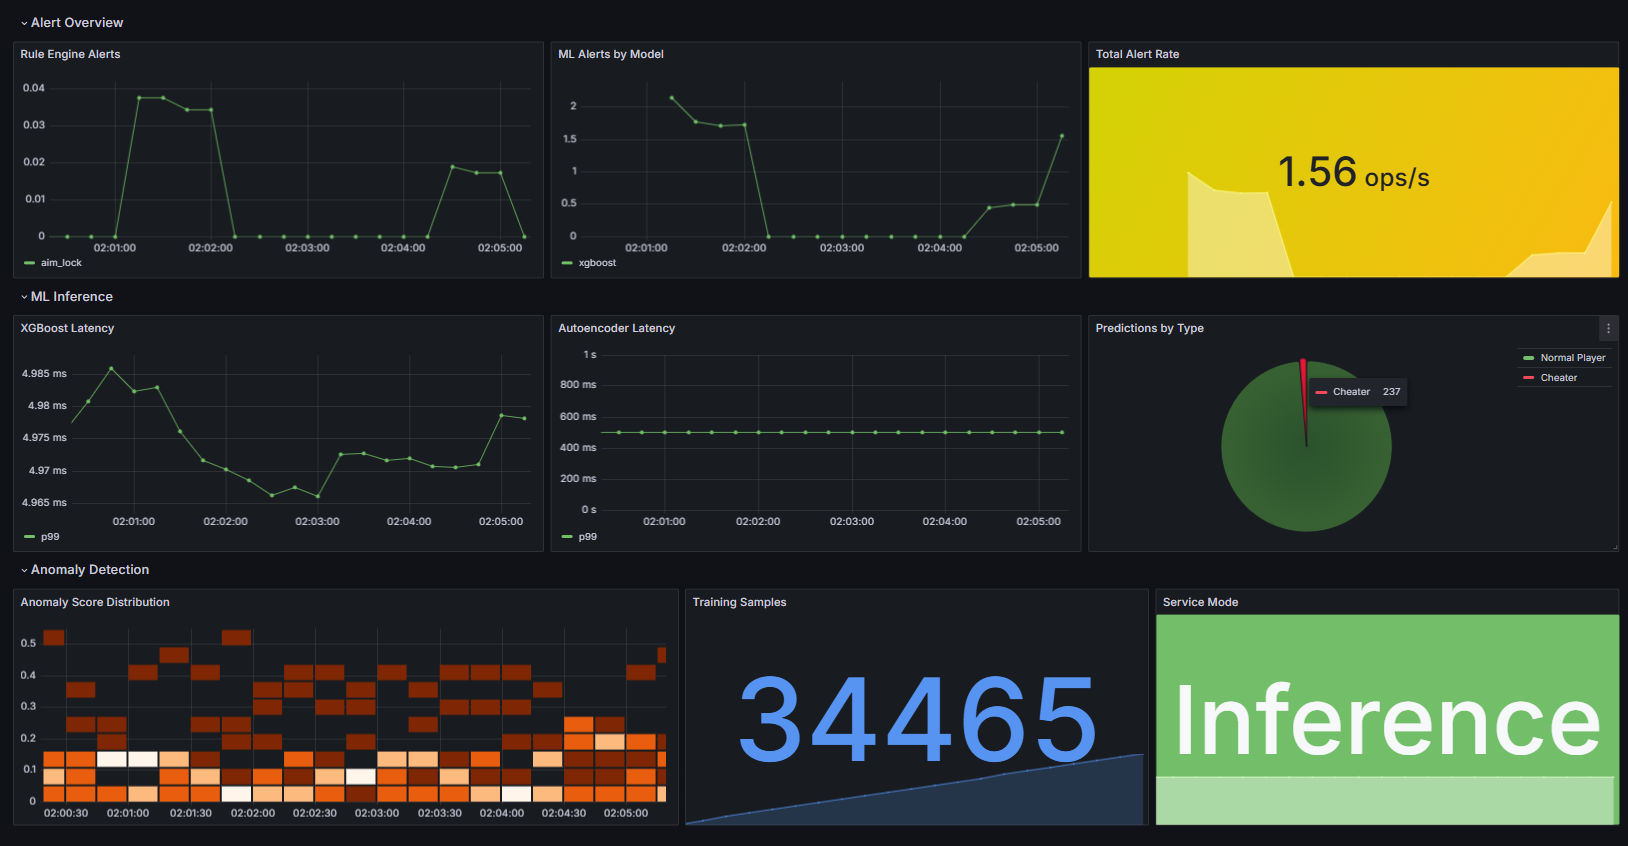 Alert Overview
Rule Engine Alerts
0.04
0.03
0.02
0.01
0
02:01:00 02:02:00 02:03:00 02:04:00 02:05:00
aim_lock
ML Alerts by Model
2
1.5
1
0.5
0
02:01:00 02:02:00 02:03:00 02:04:00 02:05:00
xgboost
Total Alert Rate
1.56 ops/s
ML Inference
XGBoost Latency
4.985 ms
4.98 ms
4.975 ms
4.97 ms
4.965 ms
02:01:00 02:02:00 02:03:00 02:04:00 02:05:00
p99
Autoencoder Latency
1 s
800 ms
600 ms
400 ms
200 ms
0 s
02:01:00 02:02:00 02:03:00 02:04:00 02:05:00
p99
Predictions by Type
Normal Player
Cheater
Cheater 237
Anomaly Detection
Anomaly Score Distribution
0.5
0.4
0.3
0.2
0.1
0
02:00:30 02:01:00 02:01:30 02:02:00 02:02:30 02:03:00 02:03:30 02:04:00 02:04:30 02:05:00
Training Samples
34465
Service Mode
Inference